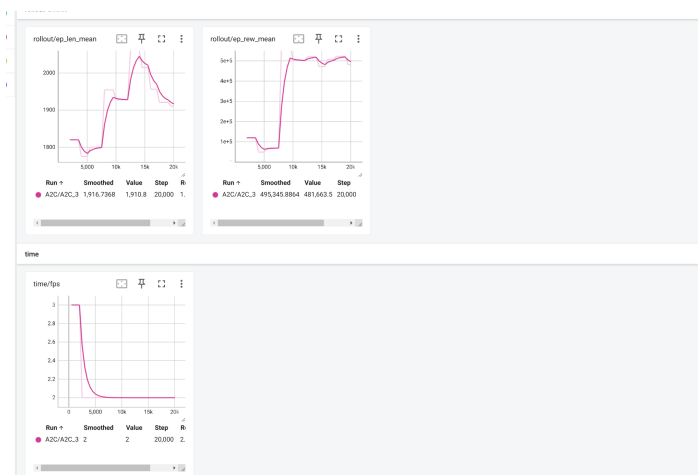 rollout/ep_len_mean
2000
1900
1800
5,000 10k 15k 20k
Run ↑ Smoothed Value Step R
A2C/A2C_3 1,916.7368 1,910.8 20,000 1.
rollout/ep_rew_mean
5e+5
4e+5
3e+5
2e+5
1e+5
5,000 10k 15k 20k
Run ↑ Smoothed Value Step
A2C/A2C_3 495,345.8864 481,663.5 20,000
time
time/fps
3
2.8
2.6
2.4
2.2
2
0 5,000 10k 15k 20k
Run ↑ Smoothed Value Step R
A2C/A2C_3 2 2 20,000 2.